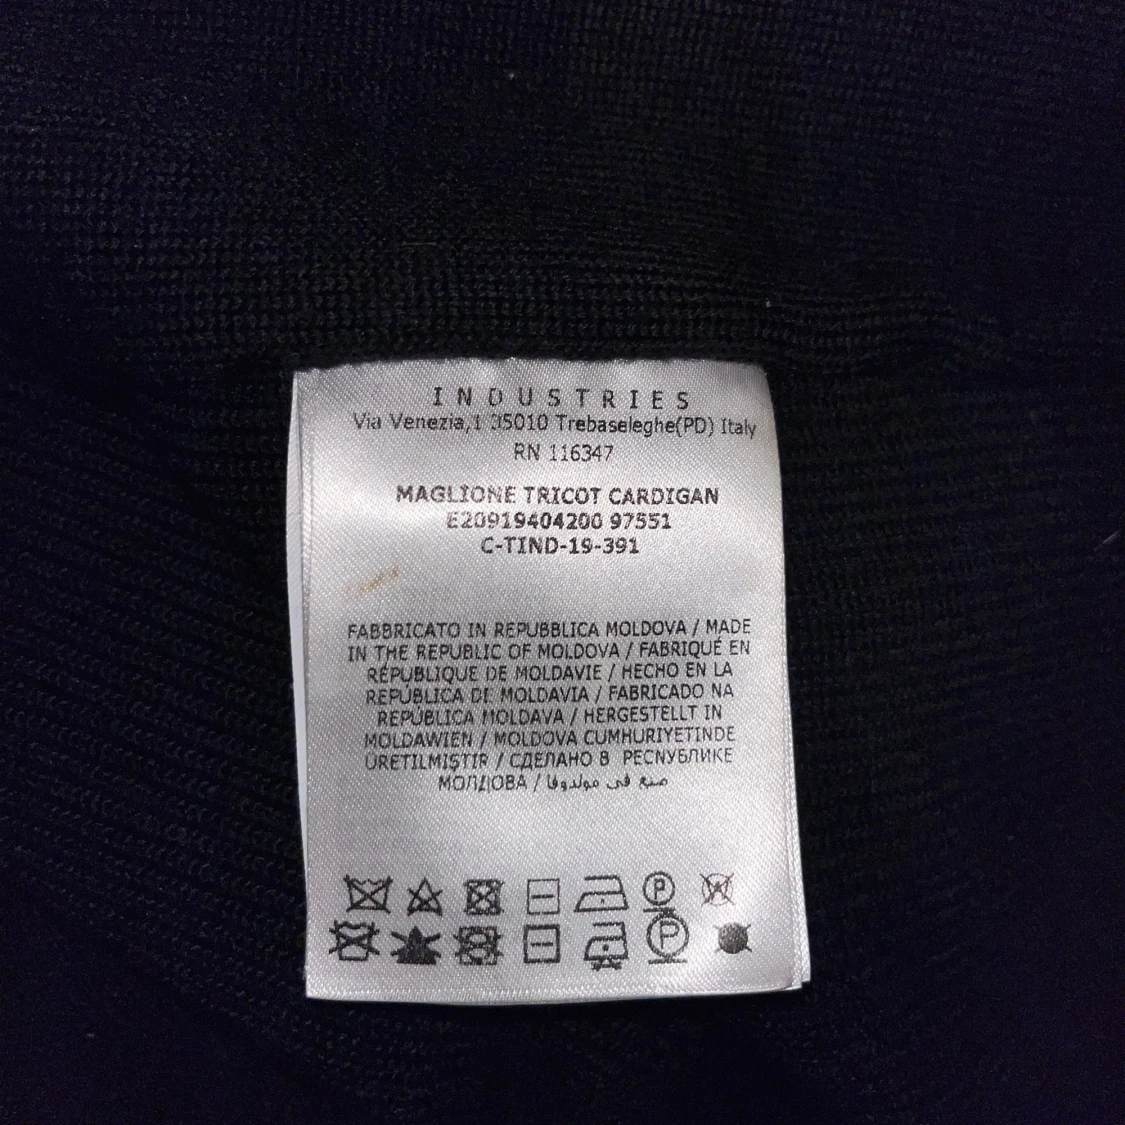 INDUSTRIES
Via Venezia,1 35010 Trebaseleghe(PD) Italy
RN 116347
MAGLIONE TRICOT CARDIGAN
E20919404200 97551
C-TIND-19-391
FABBRICATO IN REPUBBLICA MOLDOVA / MADE
IN THE REPUBLIC OF MOLDOVA / FABRIQUÉ EN
RÉPUBLIQUE DE MOLDAVIE / HECHO EN LA
REPÚBLICA DE MOLDAVIA / FABRICADO NA
REPÚBLICA MOLDAVA / HERGESTELLT IN
MOLDAWIEN / MOLDOVA CUMHURIYETINDE
ÜRETILMIŞTIR / СДЕЛАНО В РЕСПУБЛИКЕ
МОЛДОВА / صنع في مولدوفا
P W
P